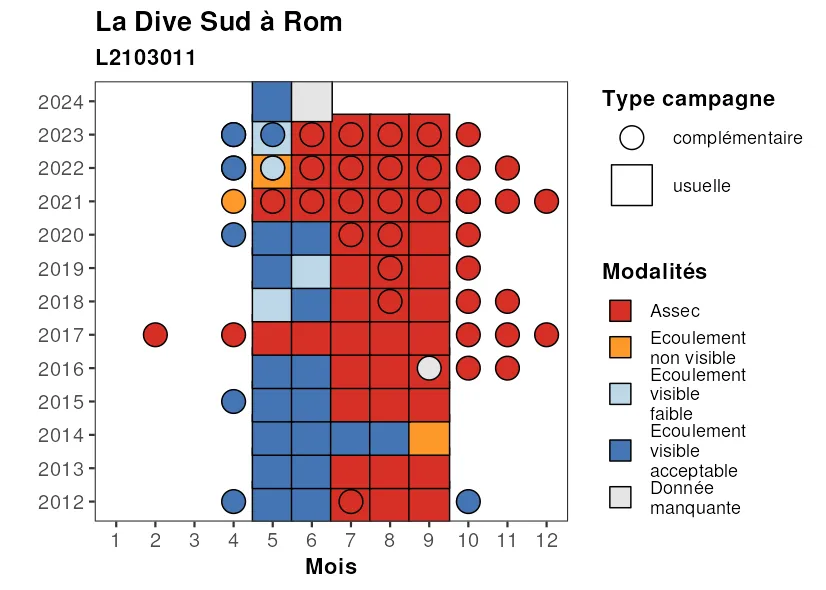 La Dive Sud à Rom
L2103011
2024
2023
2022
2021
2020
2019
2018
2017
2016
2015
2014
2013
2012
1 2 3 4 5 6 7 8 9 10 11 12
Mois
Type campagne
complémentaire
usuelle
Modalités
Assec
Ecoulement
non visible
Ecoulement
visible
faible
Ecoulement
visible
acceptable
Donnée
manquante